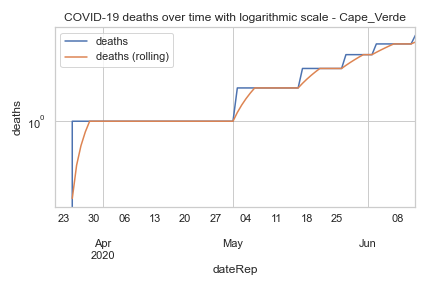 COVID-19 deaths over time with logarithmic scale - Cape_Verde
deaths
deaths (rolling)
deaths
10⁰
23 30 06 13 20 27 04 11 18 25 08
Apr May Jun
2020
dateRep